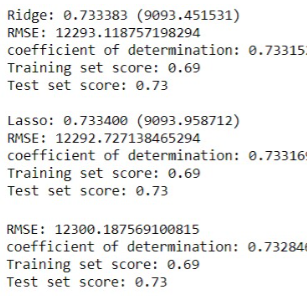 Ridge: 0.733383 (9093.451531)
RMSE: 12293.118757198294
coefficient of determination: 0.73315
Training set score: 0.69
Test set score: 0.73
Lasso: 0.733400 (9093.958712)
RMSE: 12292.727138465294
coefficient of determination: 0.73316
Training set score: 0.69
Test set score: 0.73
RMSE: 12300.187569100815
coefficient of determination: 0.73284
Training set score: 0.69
Test set score: 0.73